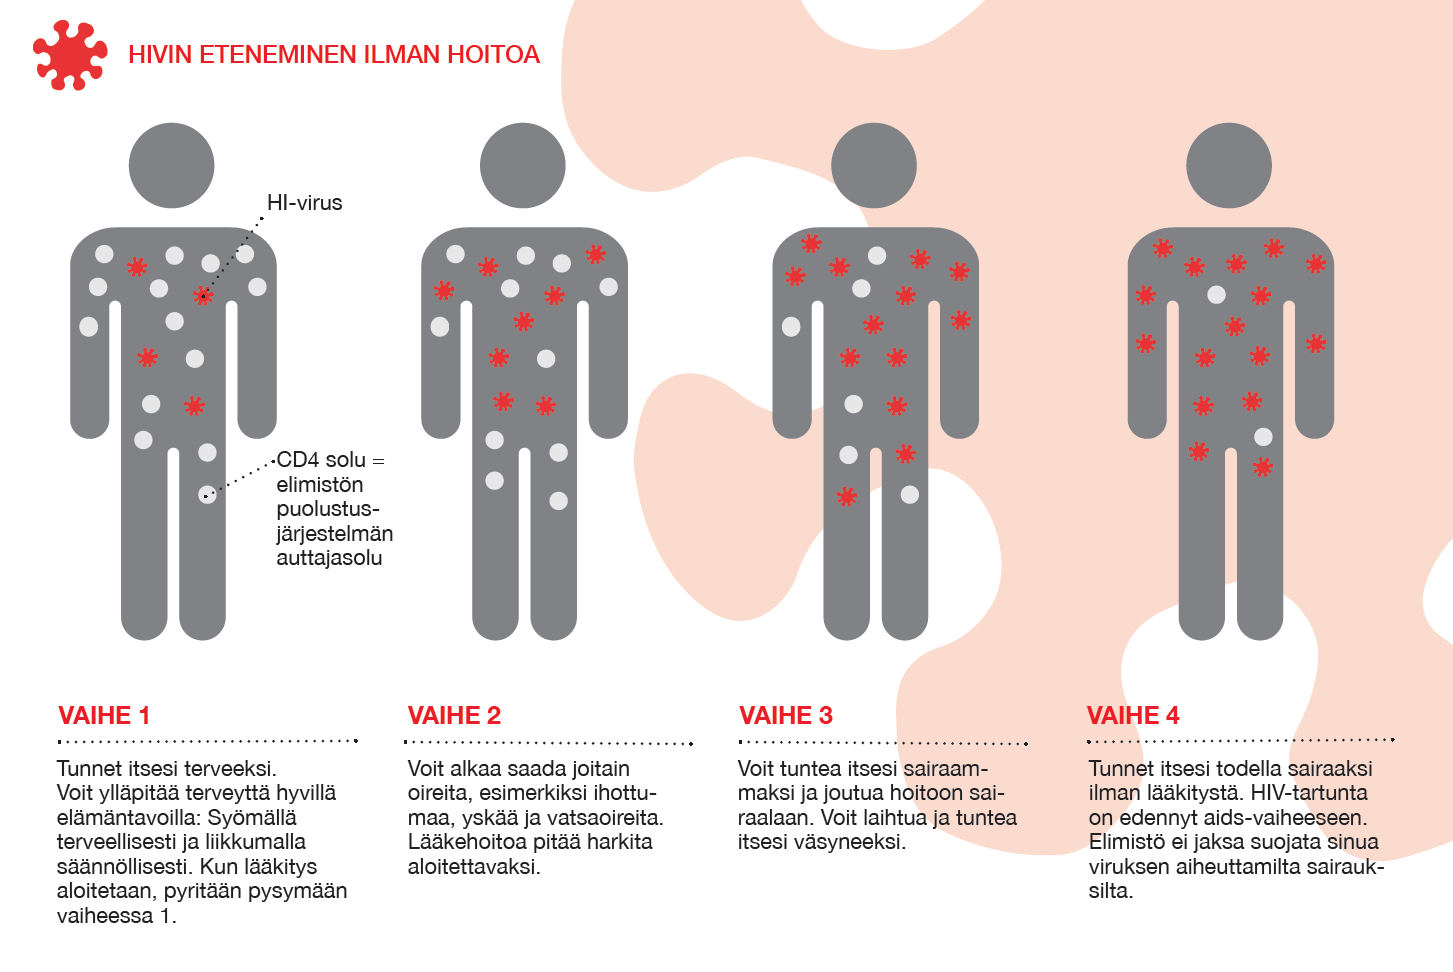 HIVIN ETENEMINEN ILMAN HOITOA
HI-virus
CD4 solu =
elimistön
puolustus-
järjestelmän
auttajasolu
VAIHE 1
Tunnet itsesi terveeksi.
Voit ylläpitää terveyttä hyvillä
elämäntavoilla: Syömällä
terveellisesti ja liikkumalla
säännöllisesti. Kun lääkitys
aloitetaan, pyritään pysymään
vaiheessa 1.
VAIHE 2
Voit alkaa saada joitain
oireita, esimerkiksi ihottu-
maa, yskää ja vatsaoireita.
Lääkehoitoa pitää harkita
aloitettavaksi.
VAIHE 3
Voit tuntea itsesi sairaam-
maksi ja joutua hoitoon sai-
raalaan. Voit laihtua ja tuntea
itsesi väsyneeksi.
VAIHE 4
Tunnet itsesi todella sairaaksi
ilman lääkitystä. HIV-tartunta
on edennyt aids-vaiheeseen.
Elimistö ei jaksa suojata sinua
viruksen aiheuttamilta sairauk-
silta.